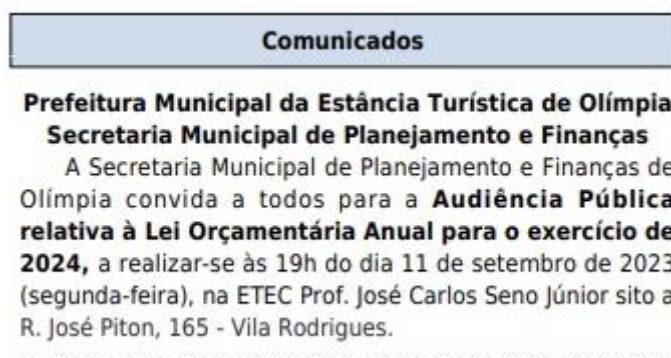 Comunicados
Prefeitura Municipal da Estância Turística de Olímpia
Secretaria Municipal de Planejamento e Finanças
A Secretaria Municipal de Planejamento e Finanças de
Olímpia convida a todos para a Audiência Pública
relativa à Lei Orçamentária Anual para o exercício de
2024, a realizar-se às 19h do dia 11 de setembro de 2023
(segunda-feira), na ETEC Prof. José Carlos Seno Júnior sito a
R. José Piton, 165 - Vila Rodrigues.